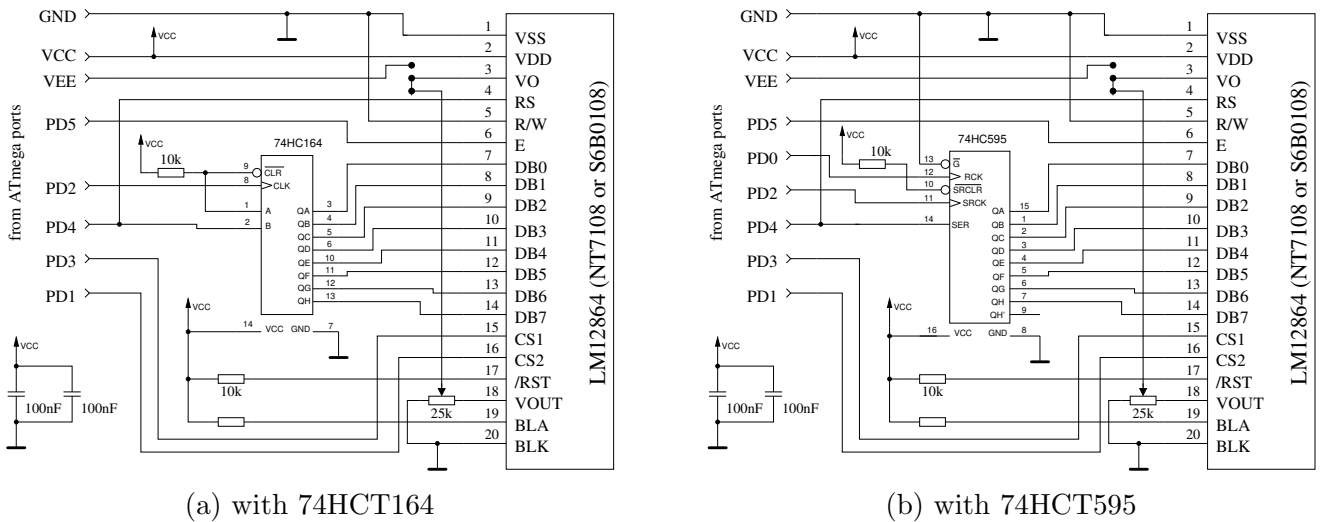 GND
VCC
VEE
from ATmega ports
PD5
PD2
PD4
PD3
PD1
VCC
VCC
10k
74HC164
9 CLR
8 CLK
1 A
2 B
QA 3
QB 4
QC 5
QD 6
QE 10
QF 11
QG 12
QH 13
14 VCC GND 7
VCC
10k
25k
VCC
100nF 100nF
1 VSS
2 VDD
3 VO
4 RS
5 R/W
6 E
7 DB0
8 DB1
9 DB2
10 DB3
11 DB4
12 DB5
13 DB6
14 DB7
15 CS1
16 CS2
17 /RST
18 VOUT
19 BLA
20 BLK
LM12864 (NT7108 or S6B0108)
(a) with 74HCT164
GND
VCC
VEE
from ATmega ports
PD5
PD0
PD2
PD4
PD3
PD1
VCC
VCC
10k
74HC595
13 G
12 RCK
10 SRCLR
11 SRCK
14 SER
QA 15
QB 1
QC 2
QD 3
QE 4
QF 5
QG 6
QH 7
QH' 9
16 VCC GND 8
VCC
10k
25k
VCC
100nF 100nF
1 VSS
2 VDD
3 VO
4 RS
5 R/W
6 E
7 DB0
8 DB1
9 DB2
10 DB3
11 DB4
12 DB5
13 DB6
14 DB7
15 CS1
16 CS2
17 /RST
18 VOUT
19 BLA
20 BLK
LM12864 (NT7108 or S6B0108)
(b) with 74HCT595